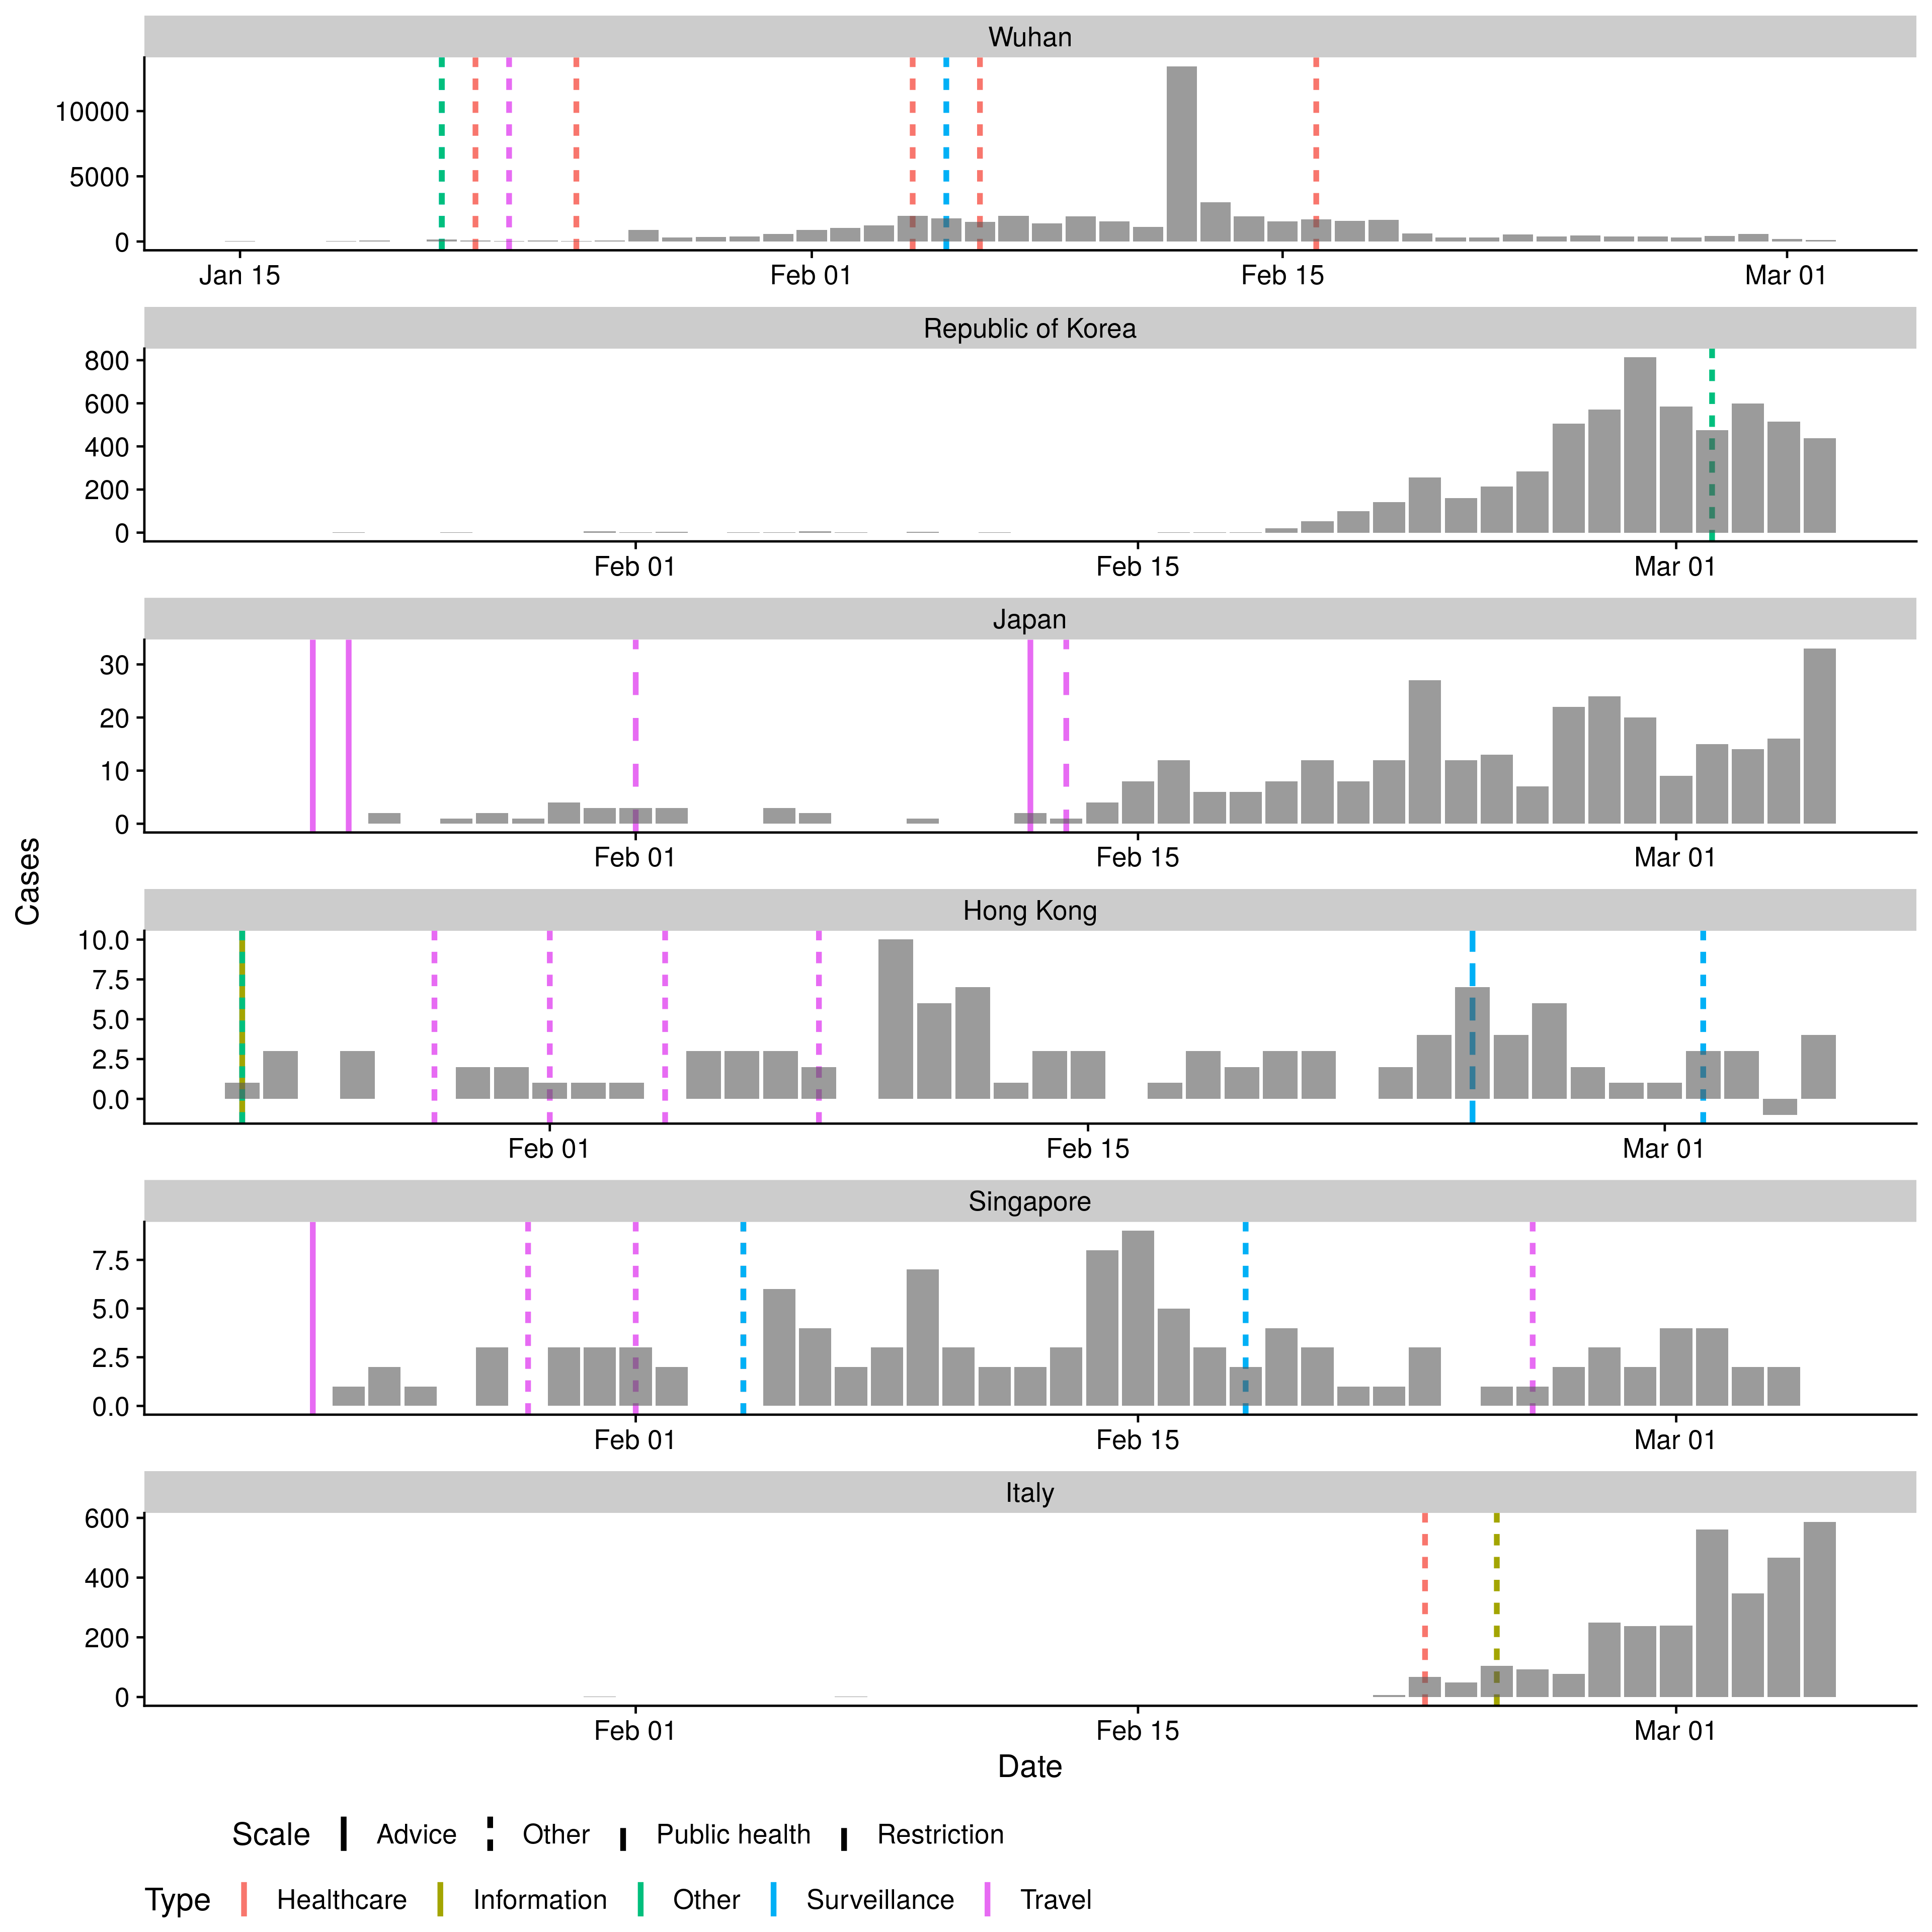 Wuhan
10000
5000
0
Jan 15 Feb 01 Feb 15 Mar 01
Republic of Korea
800
600
400
200
0
Feb 01 Feb 15 Mar 01
Japan
30
20
10
0
Feb 01 Feb 15 Mar 01
Cases
Hong Kong
10.0
7.5
5.0
2.5
0.0
Feb 01 Feb 15 Mar 01
Singapore
7.5
5.0
2.5
0.0
Feb 01 Feb 15 Mar 01
Italy
600
400
200
0
Feb 01 Feb 15 Mar 01
Date
Scale Advice Other Public health Restriction
Type Healthcare Information Other Surveillance Travel